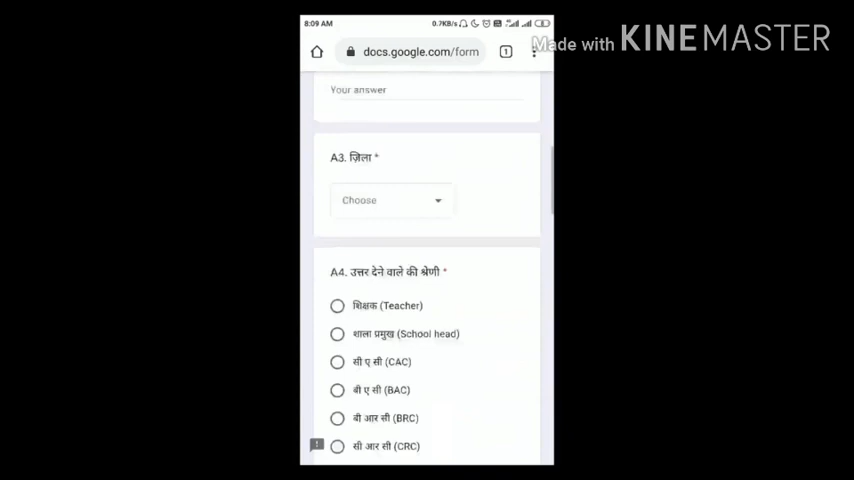 8:09 AM 0.7KB/s
docs.google.com/form 1
Made with KINEMASTER
Your answer
A3. ज़िला *
Choose
A4. उत्तर देने वाले की श्रेणी *
शिक्षक (Teacher)
शाला प्रमुख (School head)
सी ए सी (CAC)
बी ए सी (BAC)
बी आर सी (BRC)
सी आर सी (CRC)